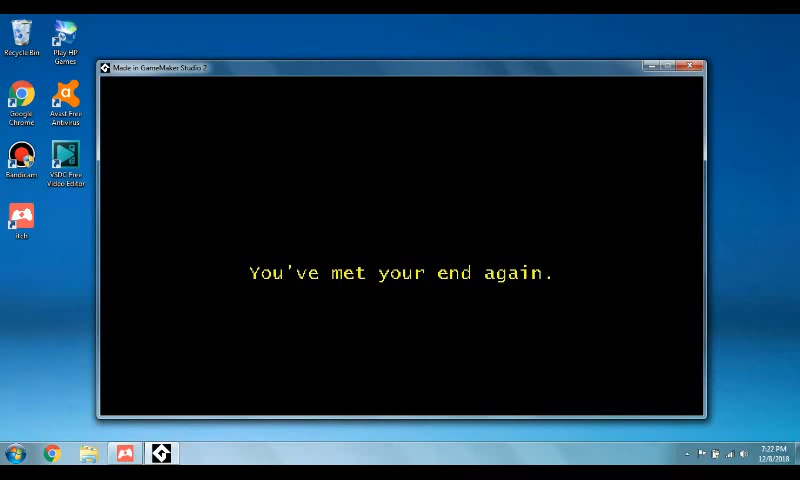 Recycle Bin
Play HP
Games
Made in GameMaker Studio 2
Google
Chrome
Avast Free
Antivirus
Bandicam
VSDC Free
Video Editor
itch
You've met your end again.
7:22 PM
12/8/2018